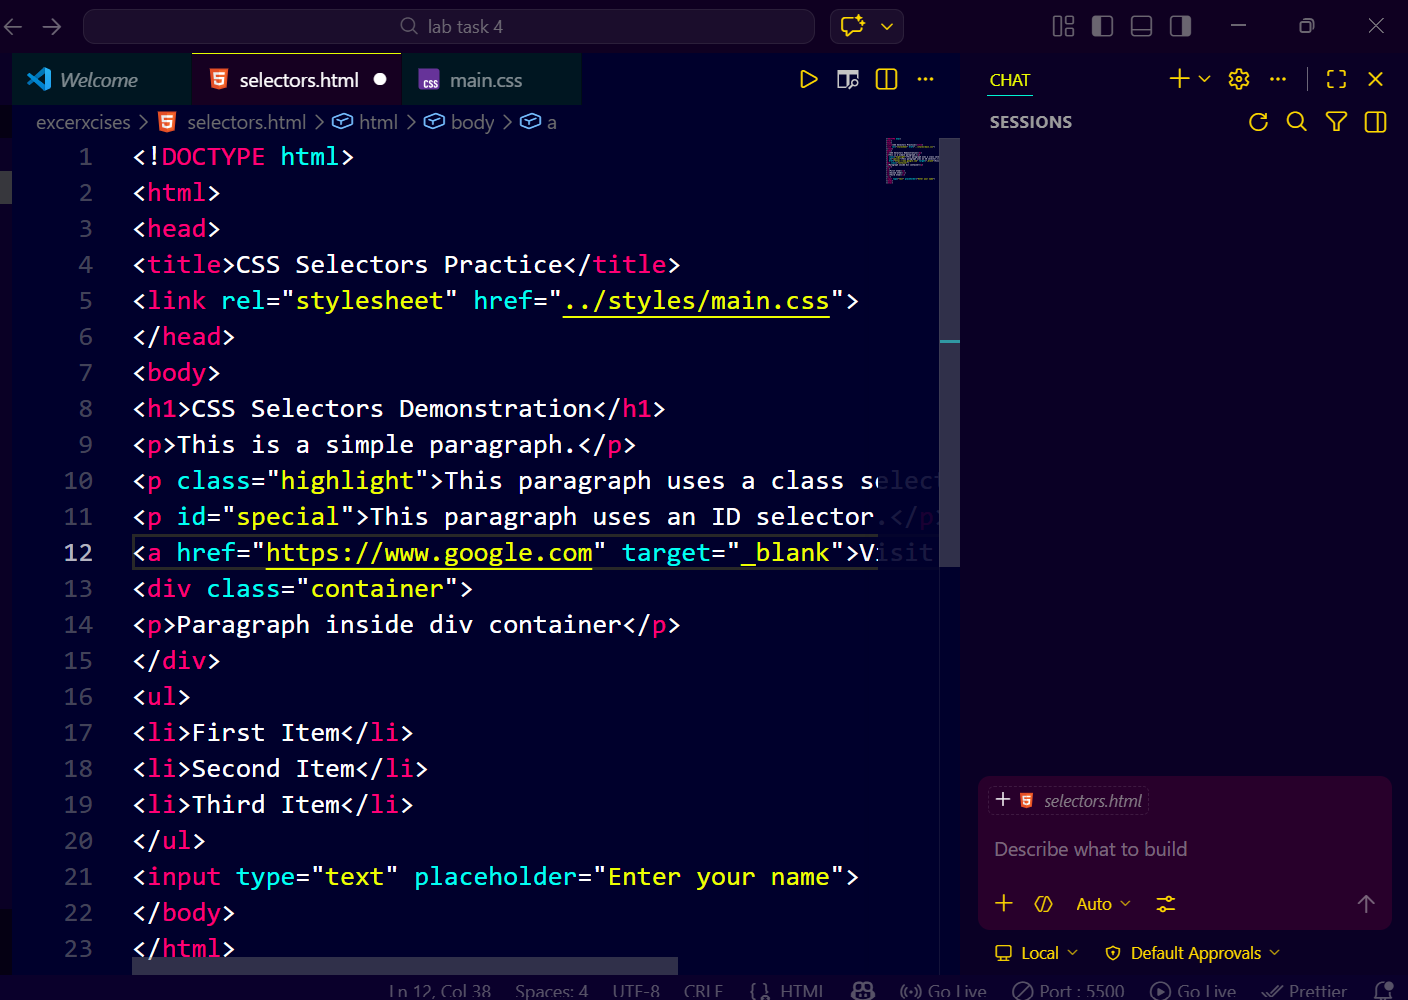 lab task 4
Welcome
selectors.html
main.css
excerxcises > selectors.html > html > body > a
1 <!DOCTYPE html>
2 <html>
3 <head>
4 <title>CSS Selectors Practice</title>
5 <link rel="stylesheet" href="../styles/main.css">
6 </head>
7 <body>
8 <h1>CSS Selectors Demonstration</h1>
9 <p>This is a simple paragraph.</p>
10 <p class="highlight">This paragraph uses a class select
11 <p id="special">This paragraph uses an ID selector.</p>
12 <a href="https://www.google.com" target="_blank">Visit
13 <div class="container">
14 <p>Paragraph inside div container</p>
15 </div>
16 <ul>
17 <li>First Item</li>
18 <li>Second Item</li>
19 <li>Third Item</li>
20 </ul>
21 <input type="text" placeholder="Enter your name">
22 </body>
23 </html>
CHAT
SESSIONS
selectors.html
Describe what to build
Auto
Local
Default Approvals
Ln 12, Col 38 Spaces: 4 UTF-8 CRLF {} HTML Go Live Port : 5500 Go Live Prettier